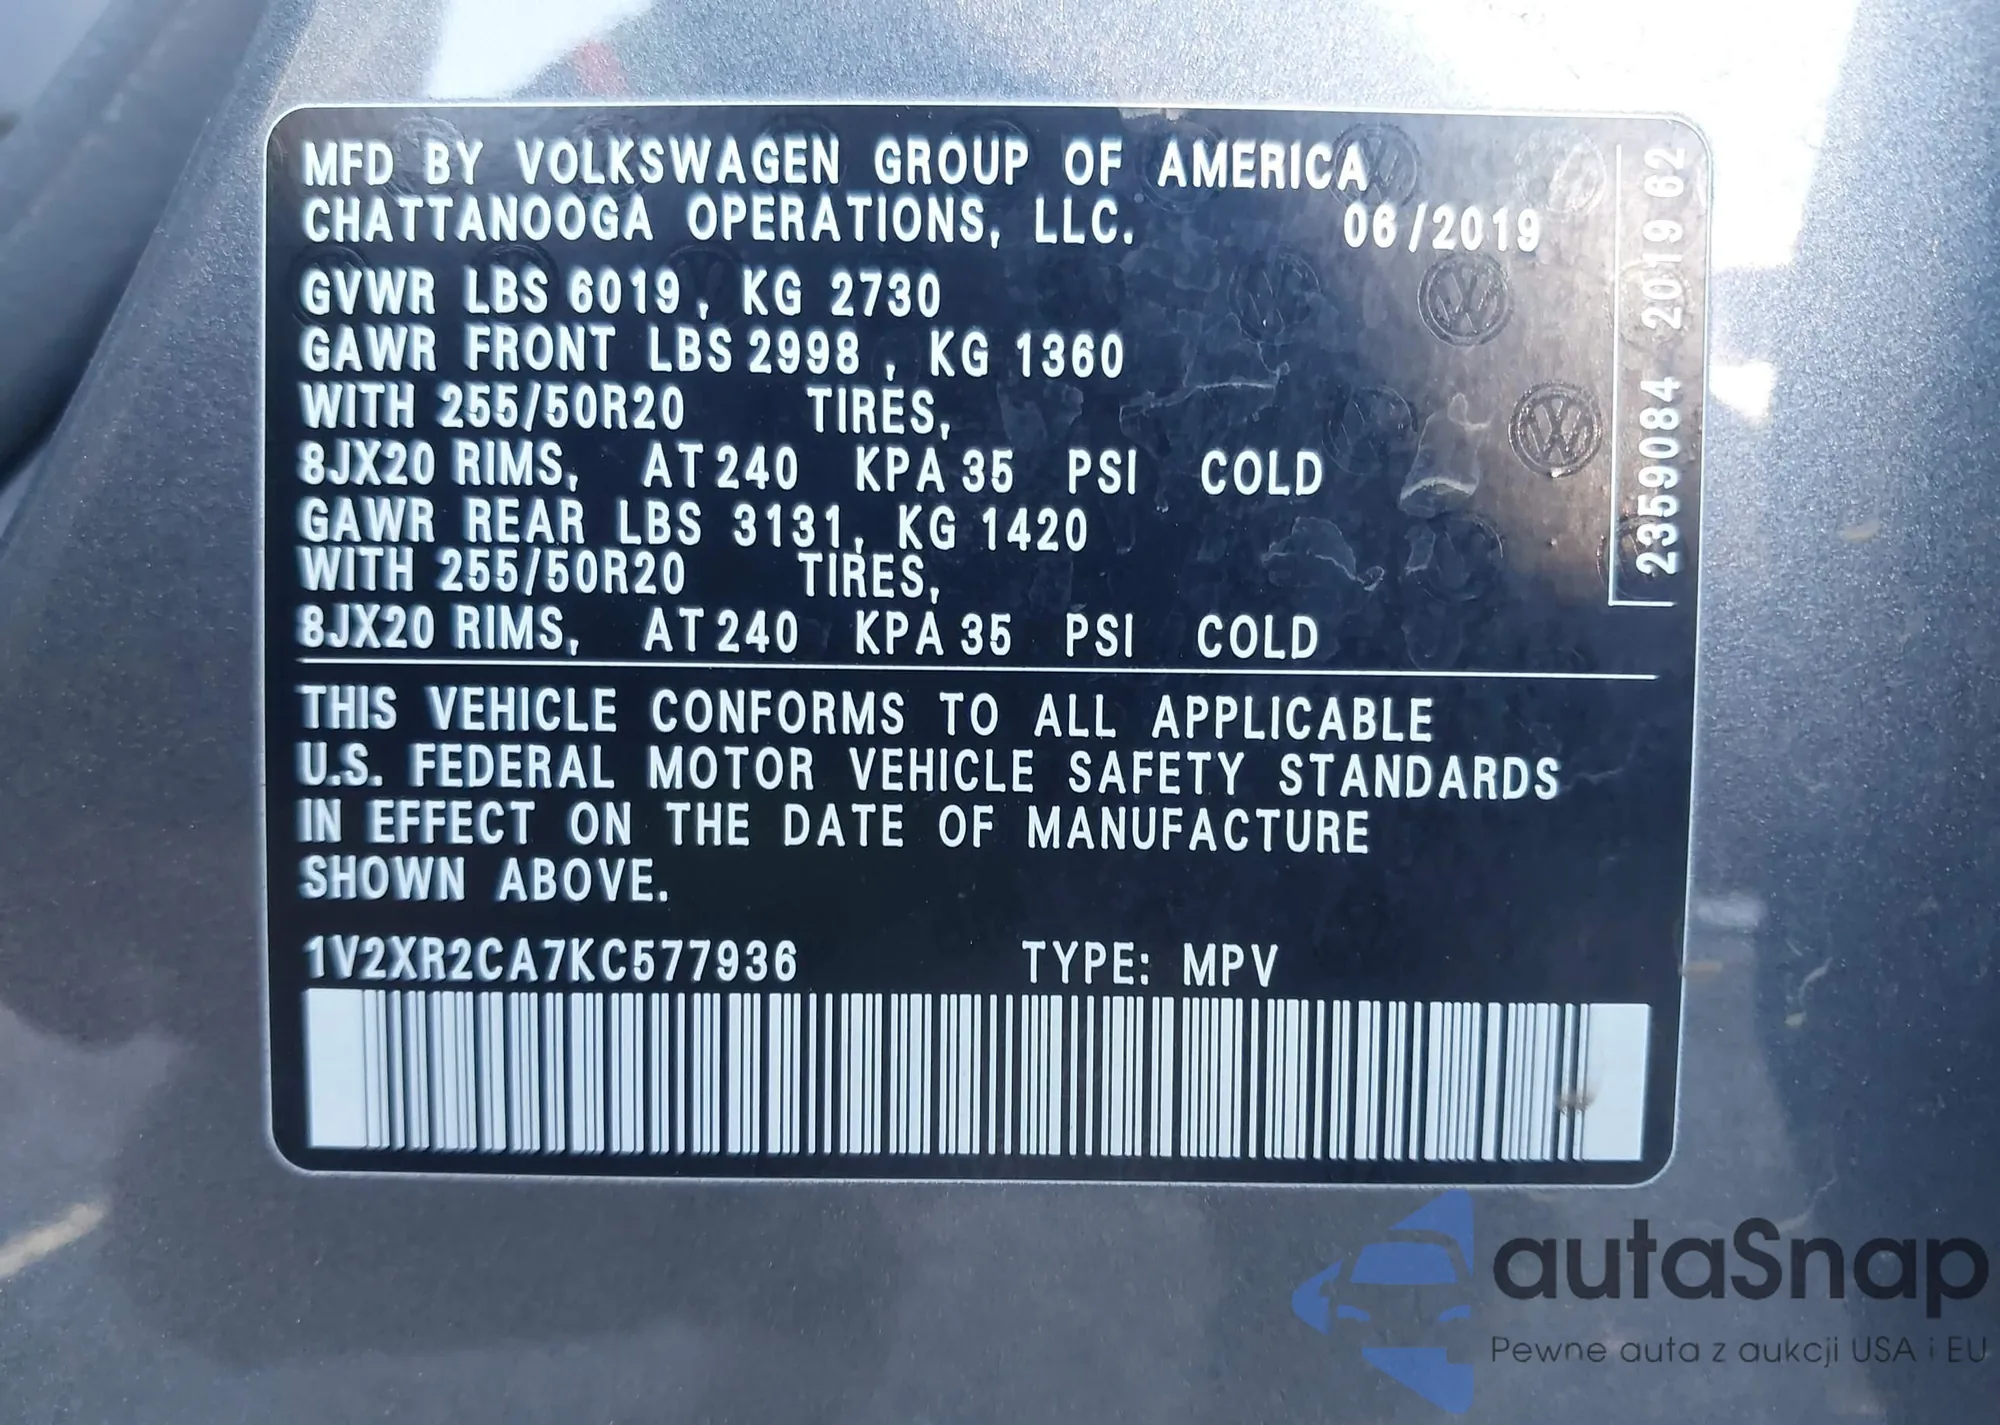 MFD BY VOLKSWAGEN GROUP OF AMERICA
CHATTANOOGA OPERATIONS, LLC. 06/2019
GVWR LBS 6019, KG 2730
GAWR FRONT LBS 2998, KG 1360
WITH 255/50R20 TIRES,
8JX20 RIMS, AT 240 KPA 35 PSI COLD
GAWR REAR LBS 3131, KG 1420
WITH 255/50R20 TIRES,
8JX20 RIMS, AT 240 KPA 35 PSI COLD
2359084 2019 62
THIS VEHICLE CONFORMS TO ALL APPLICABLE
U.S. FEDERAL MOTOR VEHICLE SAFETY STANDARDS
IN EFFECT ON THE DATE OF MANUFACTURE
SHOWN ABOVE.
1V2XR2CA7KC577936 TYPE: MPV
autaSnap
Pewne auta z aukcji USA i EU